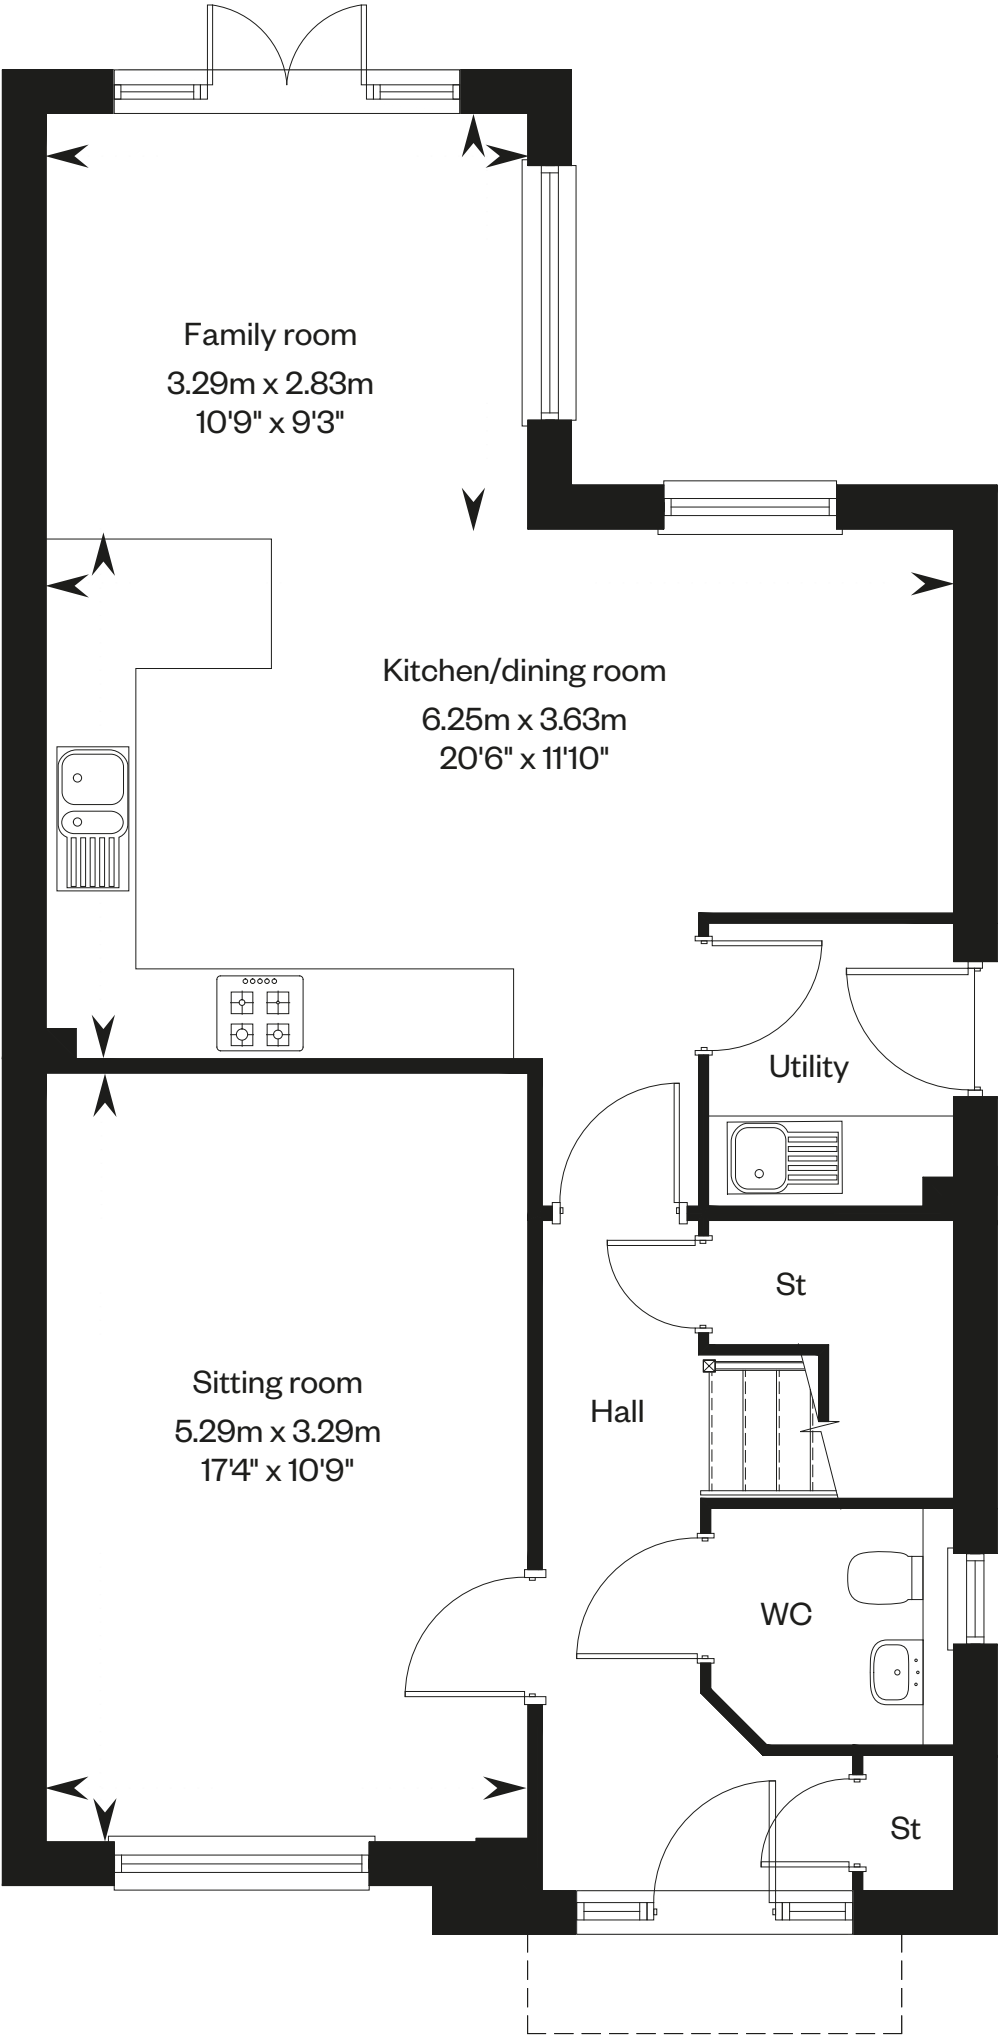 Family room
3.29m x 2.83m
10'9" x 9'3"
Kitchen/dining room
6.25m x 3.63m
20'6" x 11'10"
Utility
St
Sitting room
5.29m x 3.29m
17'4" x 10'9"
Hall
WC
St